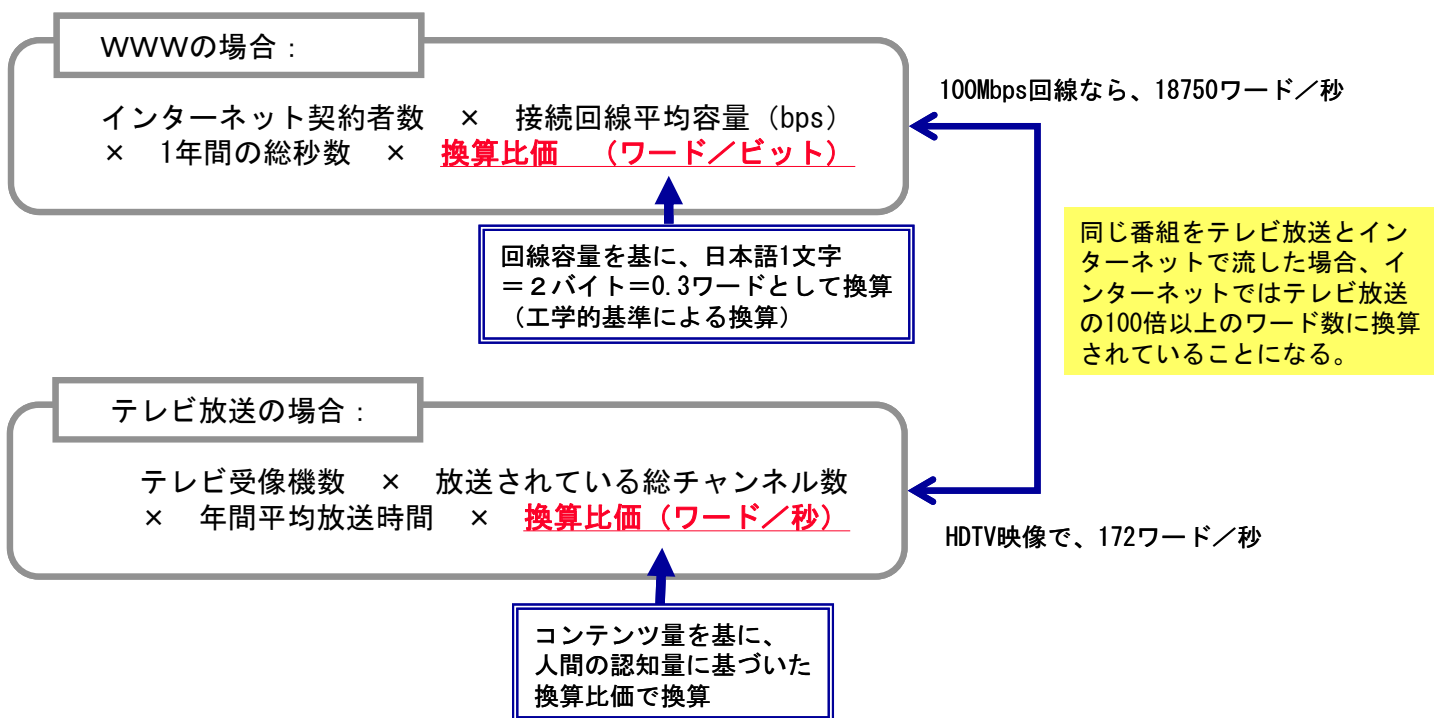 WWWの場合：
インターネット契約者数　×　接続回線平均容量（bps）
×　1年間の総秒数　×　換算比価　（ワード／ビット）
100Mbps回線なら、18750ワード／秒
回線容量を基に、日本語1文字
＝２バイト＝0.3ワードとして換算
（工学的基準による換算）
同じ番組をテレビ放送とイン
ターネットで流した場合、イ
ンターネットではテレビ放送
の100倍以上のワード数に換算
されていることになる。
テレビ放送の場合：
テレビ受像機数　×　放送されている総チャンネル数
×　年間平均放送時間　×　換算比価（ワード／秒）
HDTV映像で、172ワード／秒
コンテンツ量を基に、
人間の認知量に基づいた
換算比価で換算